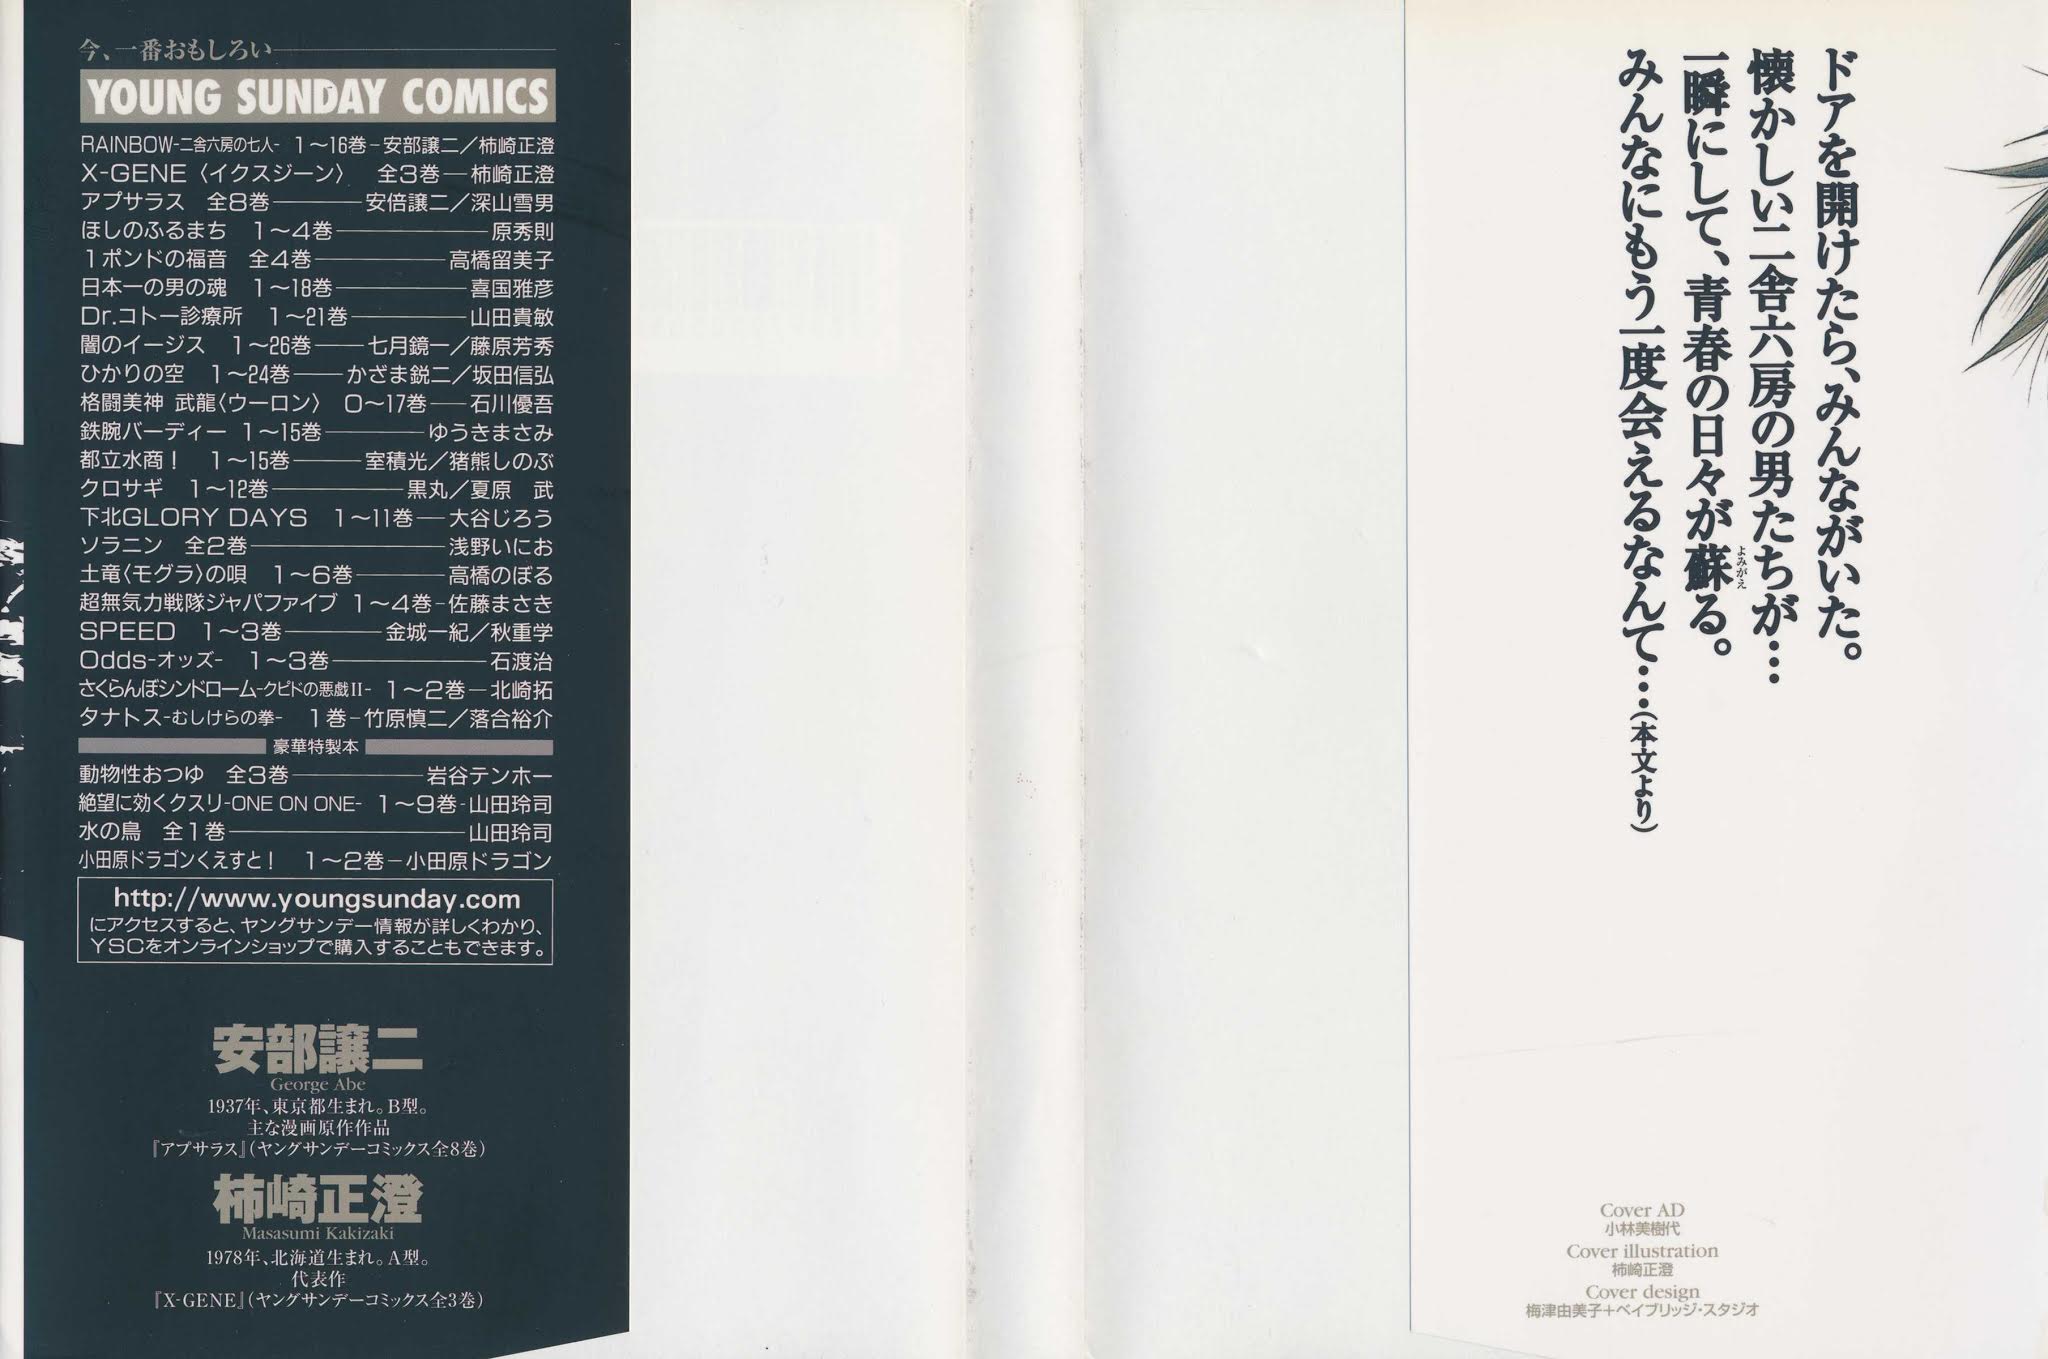 今、一番おもしろい
YOUNG SUNDAY COMICS
RAINBOW-二舎六房の七人- 1～16巻-安部譲二／柿崎正澄
X-GENE〈イクスジーン〉 全3巻―柿崎正澄
アプサラス 全8巻―安倍譲二／深山雪男
ほしのふるまち 1～4巻―原秀則
1ポンドの福音 全4巻―高橋留美子
日本一の男の魂 1～18巻―喜国雅彦
Dr.コトー診療所 1～21巻―山田貴敏
闇のイージス 1～26巻―七月鏡一／藤原芳秀
ひかりの空 1～24巻―かざま鋭二／坂田信弘
格闘美神 武龍〈ウーロン〉 0～17巻―石川優吾
鉄腕バーディー 1～15巻―ゆうきまさみ
都立水商！ 1～15巻―室積光／猪熊しのぶ
クロサギ 1～12巻―黒丸／夏原 武
下北GLORY DAYS 1～11巻―大谷じろう
ソラニン 全2巻―浅野いにお
土竜〈モグラ〉の唄 1～6巻―高橋のぼる
超無気力戦隊ジャパファイブ 1～4巻-佐藤まさき
SPEED 1～3巻―金城一紀／秋重学
Odds-オッズ- 1～3巻―石渡治
さくらんぼシンドローム-クピドの悪戯II- 1～2巻―北崎拓
タナトス-むしけらの拳- 1巻-竹原慎二／落合裕介
豪華特製本
動物性おつゆ 全3巻―岩谷テンホー
絶望に効くクスリ-ONE ON ONE- 1～9巻-山田玲司
水の鳥 全1巻―山田玲司
小田原ドラゴンくえすと！ 1～2巻-小田原ドラゴン
http://www.youngsunday.com
にアクセスすると、ヤングサンデー情報が詳しくわかり、
YSCをオンラインショップで購入することもできます。
安部譲二
George Abe
1937年、東京都生まれ。B型。
主な漫画原作作品
『アプサラス』（ヤングサンデーコミックス全8巻）
柿崎正澄
Masasumi Kakizaki
1978年、北海道生まれ。A型。
代表作
『X-GENE』（ヤングサンデーコミックス全3巻）
ドアを開けたら、みんながいた。
懐かしい二舎六房の男たちが…
一瞬にして、青春の日々が蘇る。
よみがえ
みんなにもう一度会えるなんて…（本文より）
Cover AD
小林美樹代
Cover illustration
柿崎正澄
Cover design
梅津由美子＋ベイブリッジ・スタジオ